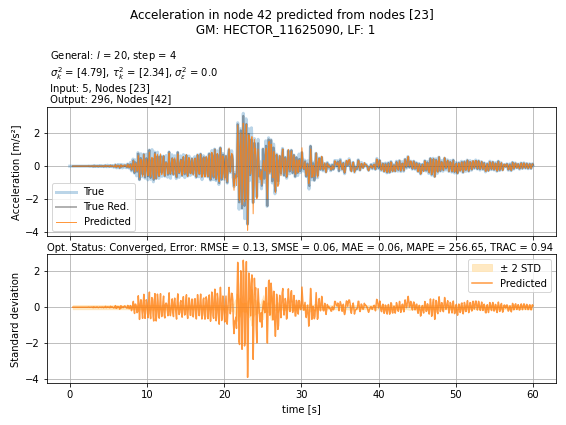 Acceleration in node 42 predicted from nodes [23]
GM: HECTOR_11625090, LF: 1
General: l = 20, step = 4
σ²ₖ = [4.79], τ²ₖ = [2.34], σ²ε = 0.0
Input: 5, Nodes [23]
Output: 296, Nodes [42]
Acceleration [m/s²]
2
0
−2
−4
True
True Red.
Predicted
Opt. Status: Converged, Error: RMSE = 0.13, SMSE = 0.06, MAE = 0.06, MAPE = 256.65, TRAC = 0.94
Standard deviation
2
0
−2
−4
± 2 STD
Predicted
0 10 20 30 40 50 60
time [s]